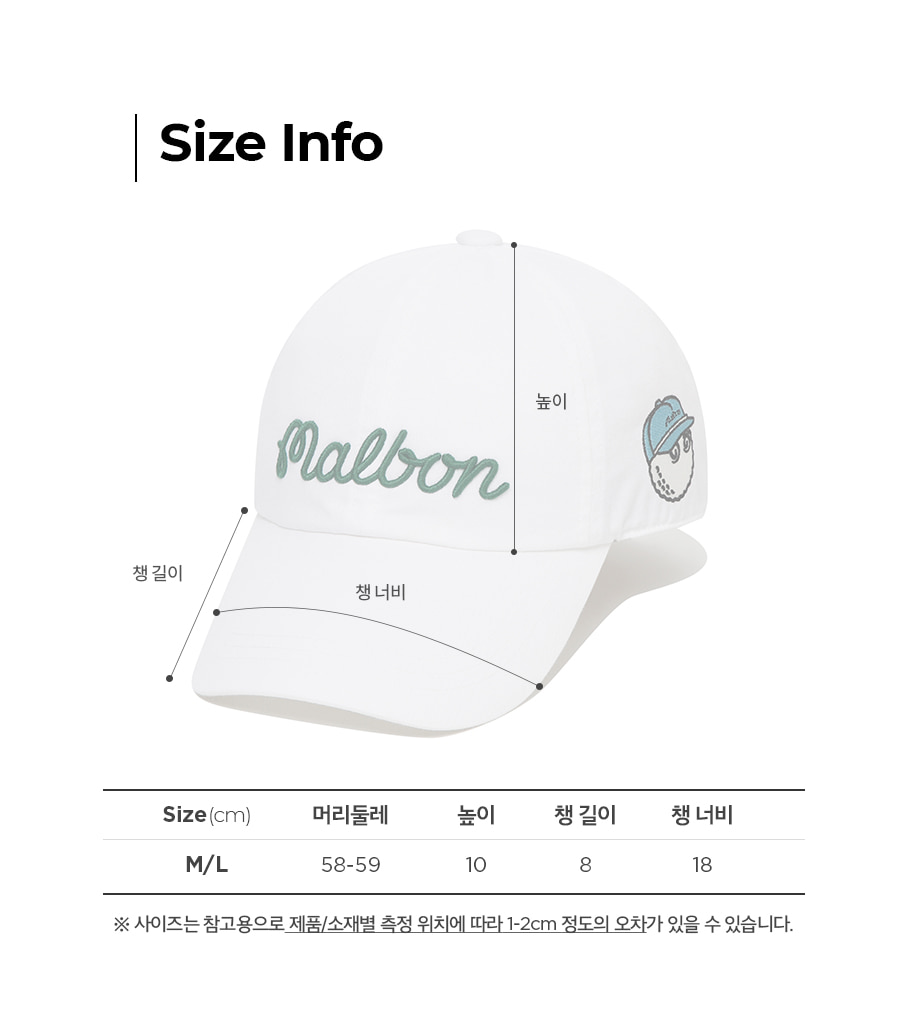 Size Info
높이
Malbon
챙 길이
챙 너비
Size(cm) 머리둘레 높이 챙 길이 챙 너비
M/L 58-59 10 8 18
※ 사이즈는 참고용으로 제품/소재별 측정 위치에 따라 1-2cm 정도의 오차가 있을 수 있습니다.